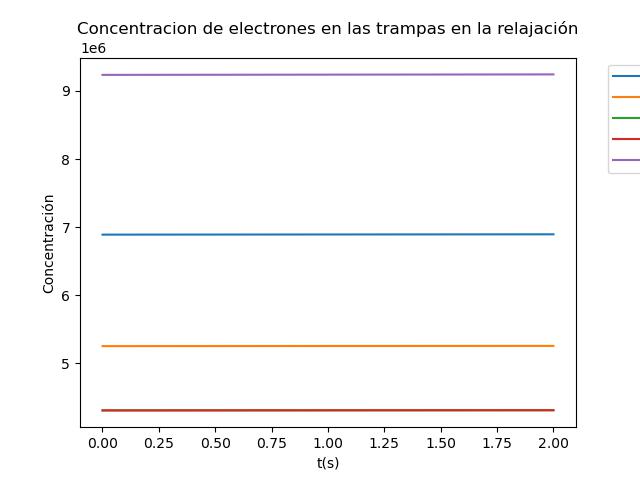 Concentracion de electrones en las trampas en la relajación
1e6
9
8
7
6
5
Concentración
0.00 0.25 0.50 0.75 1.00 1.25 1.50 1.75 2.00
t(s)